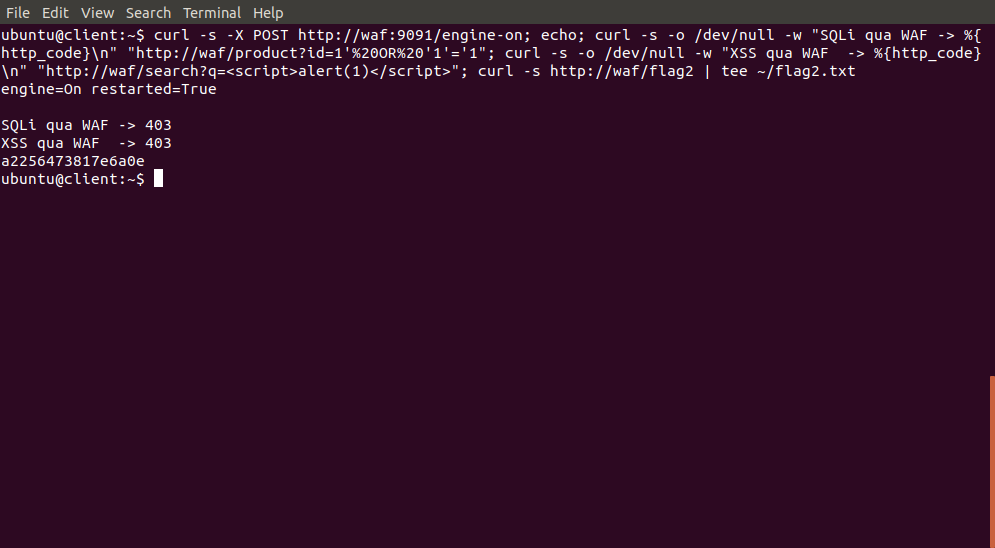 File Edit View Search Terminal Help
ubuntu@client:~$ curl -s -X POST http://waf:9091/engine-on; echo; curl -s -o /dev/null -w "SQLi qua WAF -> %{
http_code}\n" "http://waf/product?id=1'%20OR%20'1'='1"; curl -s -o /dev/null -w "XSS qua WAF  -> %{http_code}
\n" "http://waf/search?q=<script>alert(1)</script>"; curl -s http://waf/flag2 | tee ~/flag2.txt
engine=On restarted=True

SQLi qua WAF -> 403
XSS qua WAF  -> 403
a2256473817e6a0e
ubuntu@client:~$